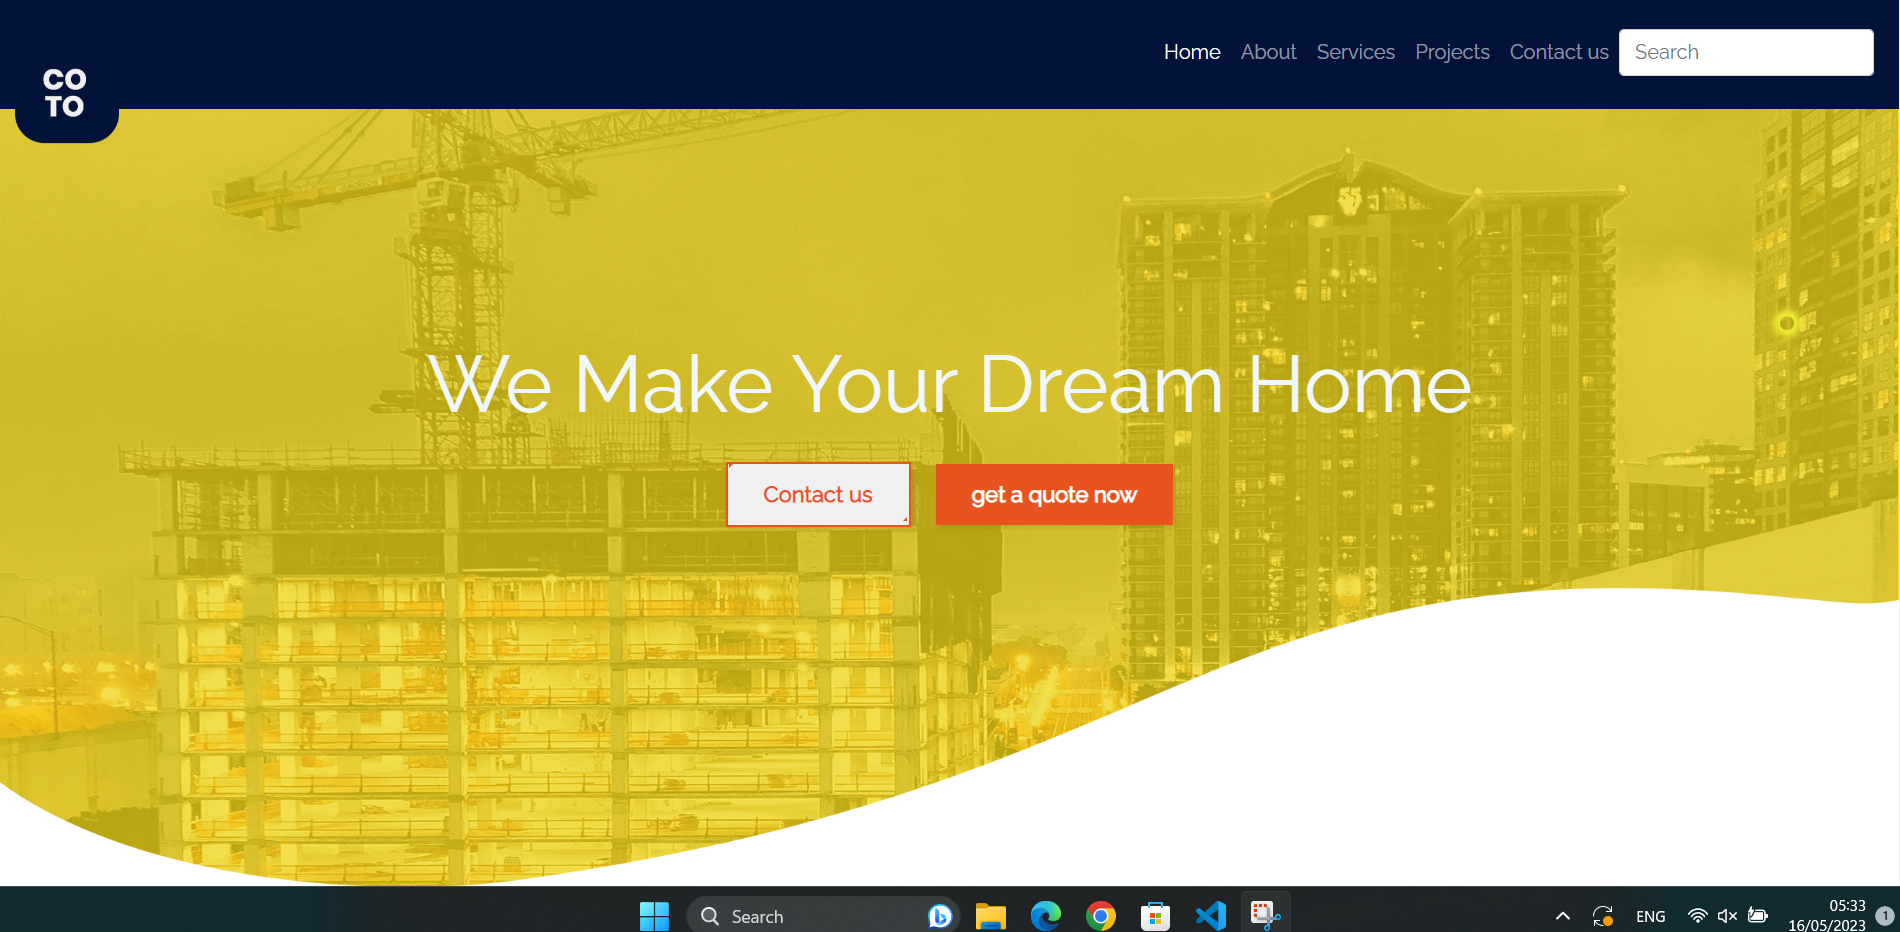 Home About Services Projects Contact us Search
CO
TO
We Make Your Dream Home
Contact us get a quote now
Search
ENG
05:33
16/05/2023
1